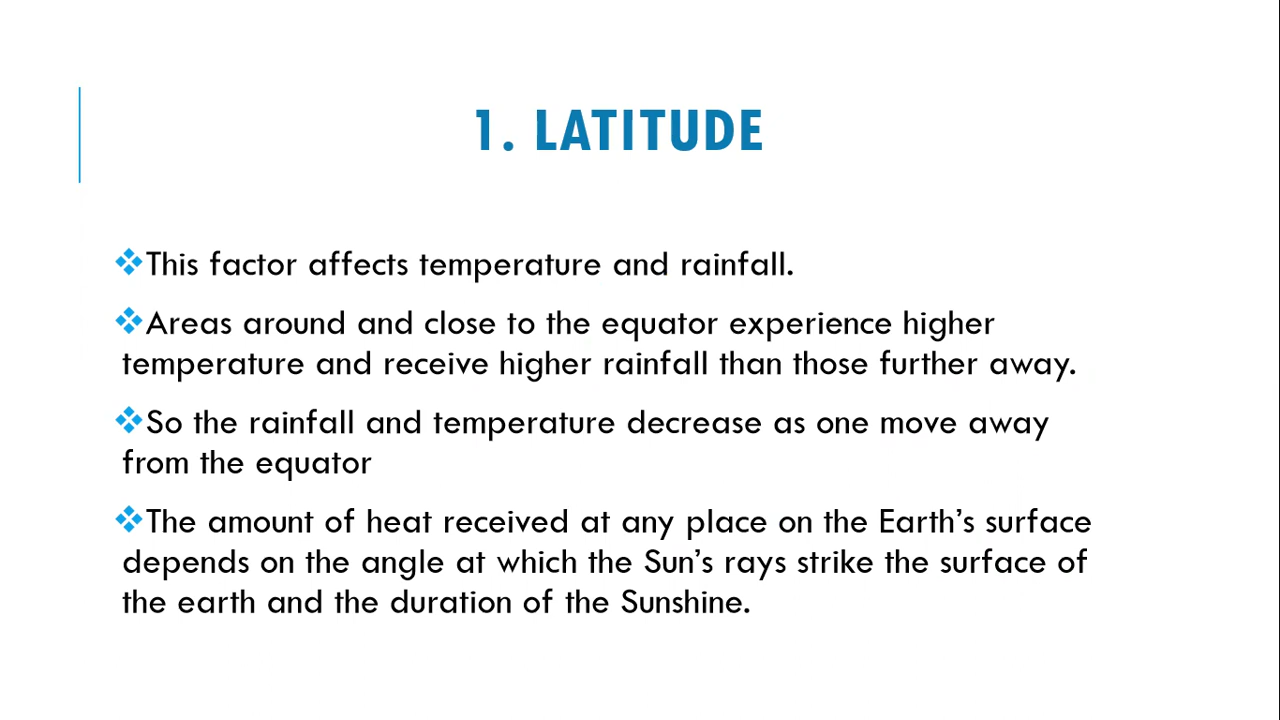 1. LATITUDE
❖This factor affects temperature and rainfall.
❖Areas around and close to the equator experience higher
temperature and receive higher rainfall than those further away.
❖So the rainfall and temperature decrease as one move away
from the equator
❖The amount of heat received at any place on the Earth’s surface
depends on the angle at which the Sun’s rays strike the surface of
the earth and the duration of the Sunshine.